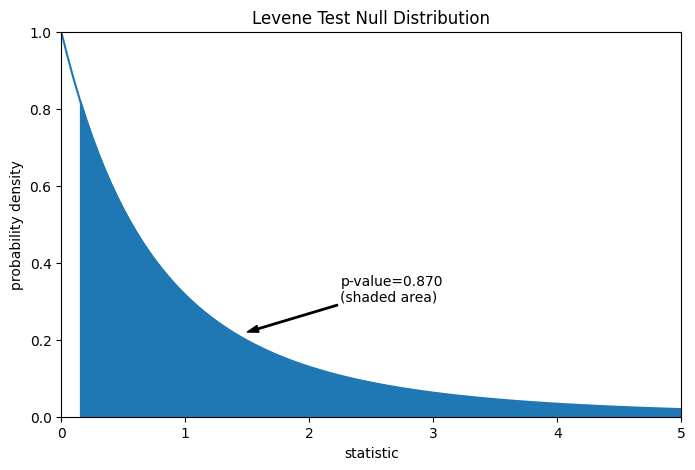 Levene Test Null Distribution
1.0
0.8
0.6
0.4
0.2
0.0
probability density
p-value=0.870
(shaded area)
0
1
2
3
4
5
statistic